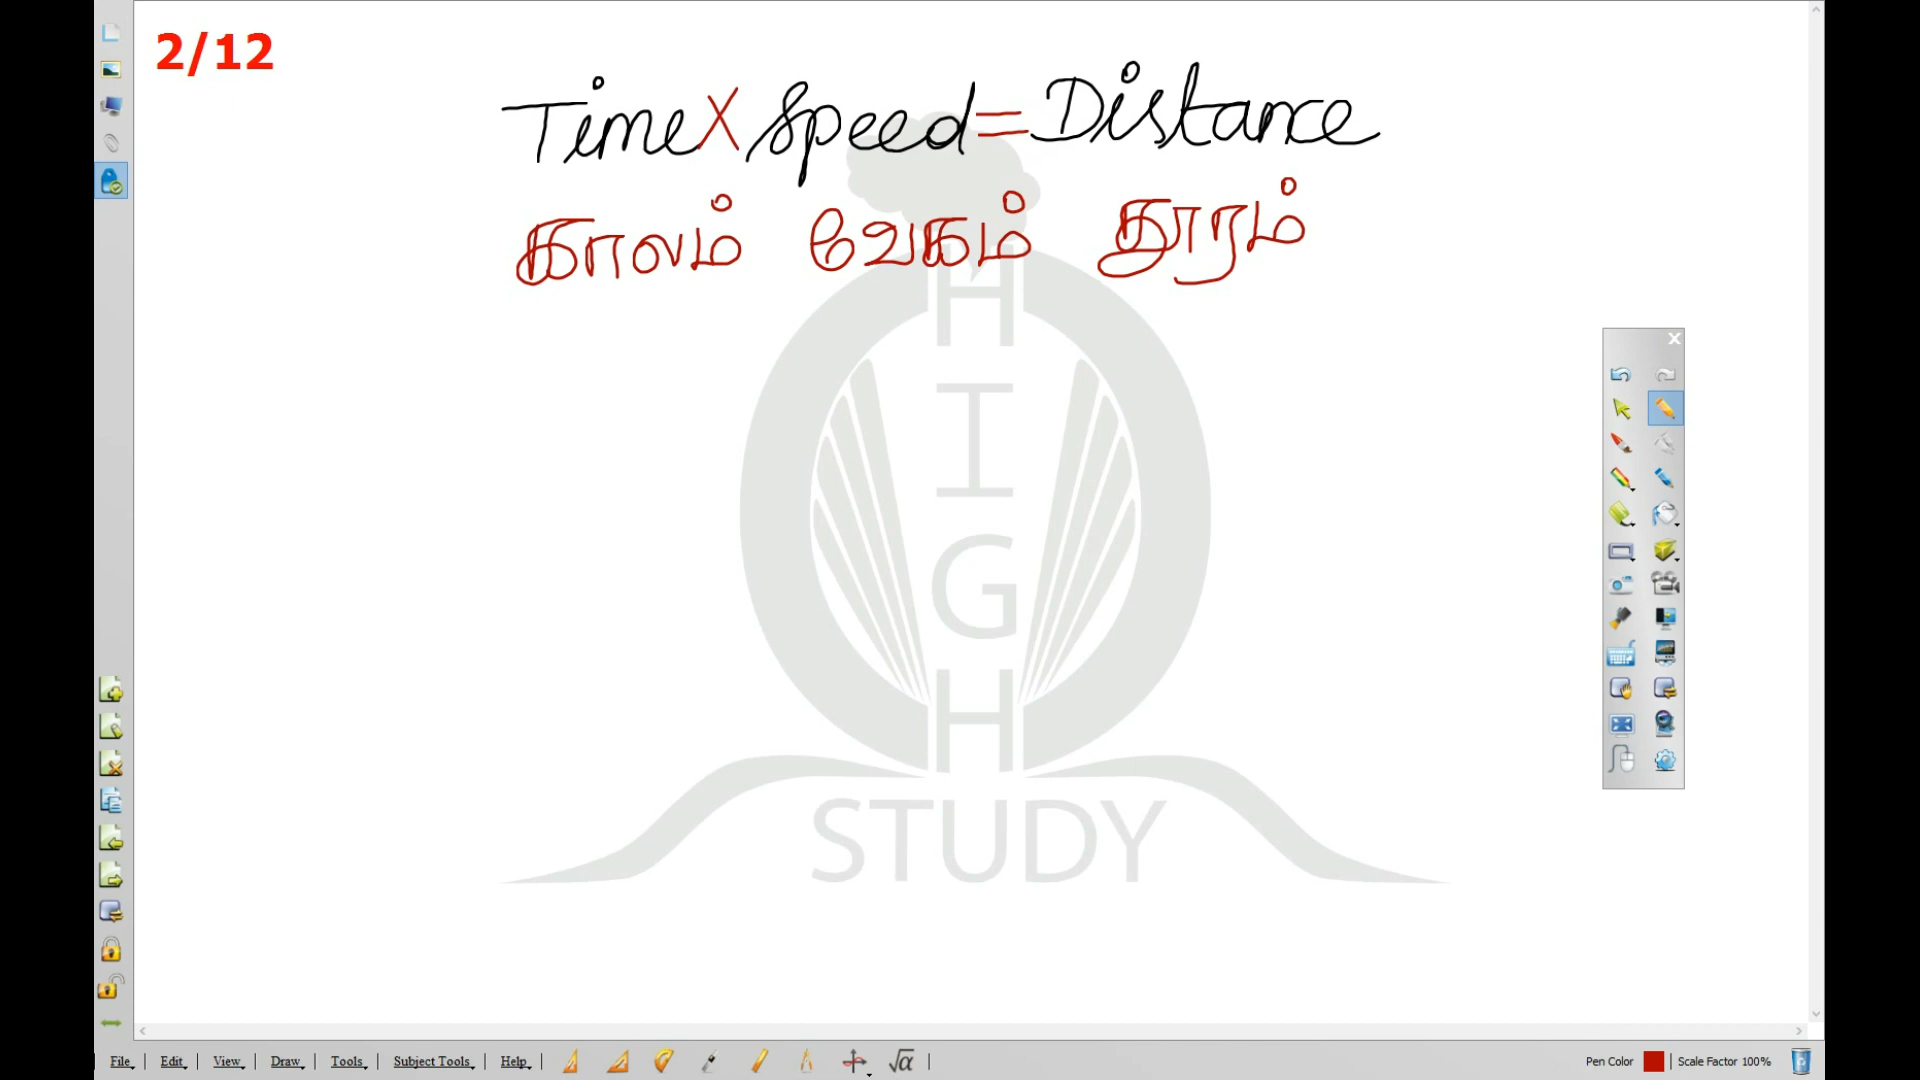 2/12
Time X Speed = Distance
காலம் வேகம் தூரம்
HIGH
STUDY
File Edit View Draw Tools Subject Tools Help
Pen Color Scale Factor 100%